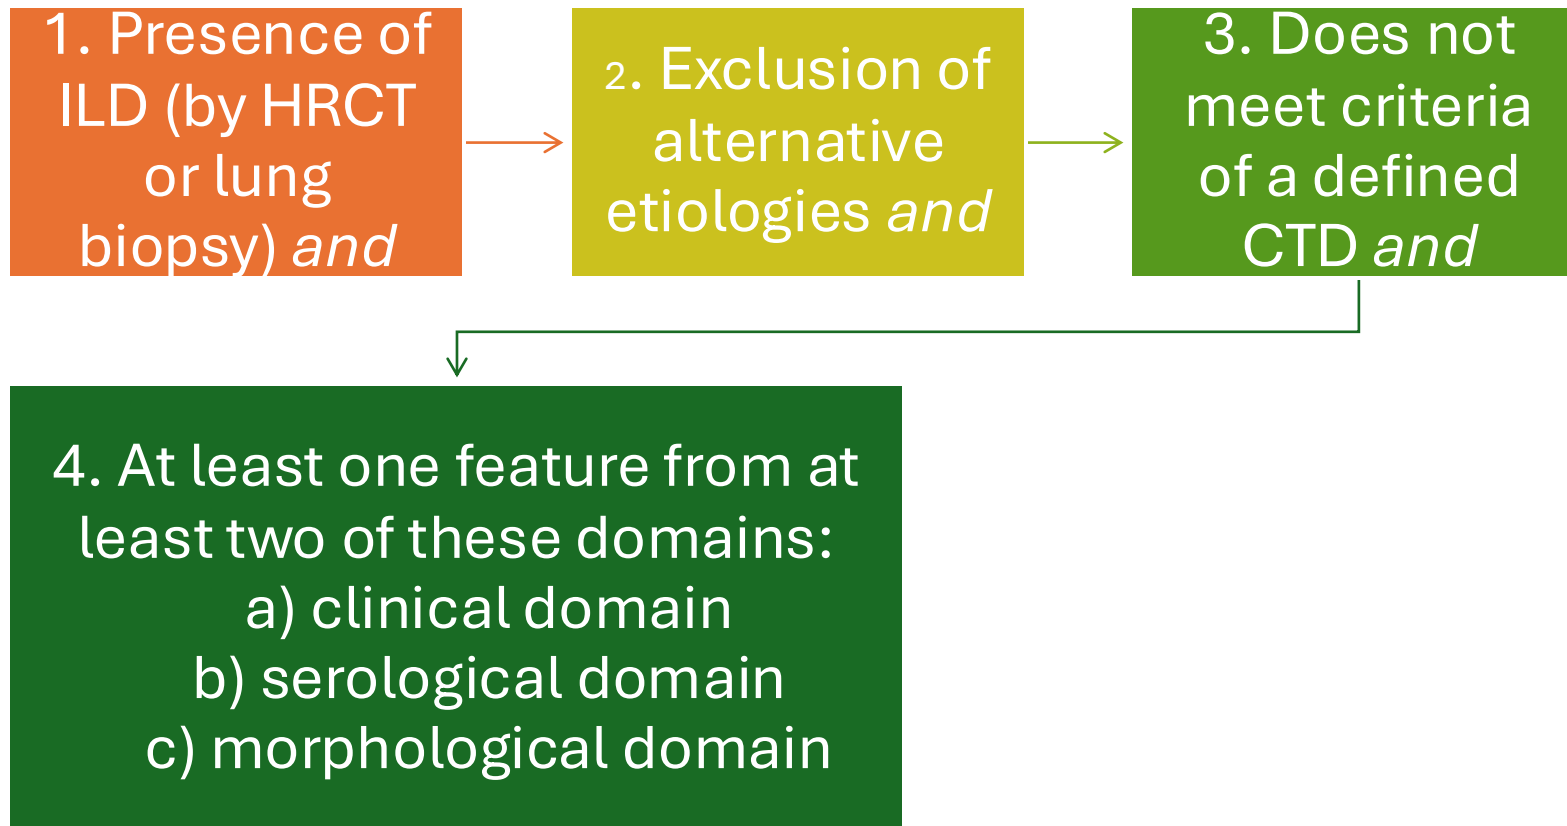 1. Presence of
ILD (by HRCT
or lung
biopsy) and
2. Exclusion of
alternative
etiologies and
3. Does not
meet criteria
of a defined
CTD and
4. At least one feature from at
least two of these domains:
a) clinical domain
b) serological domain
c) morphological domain